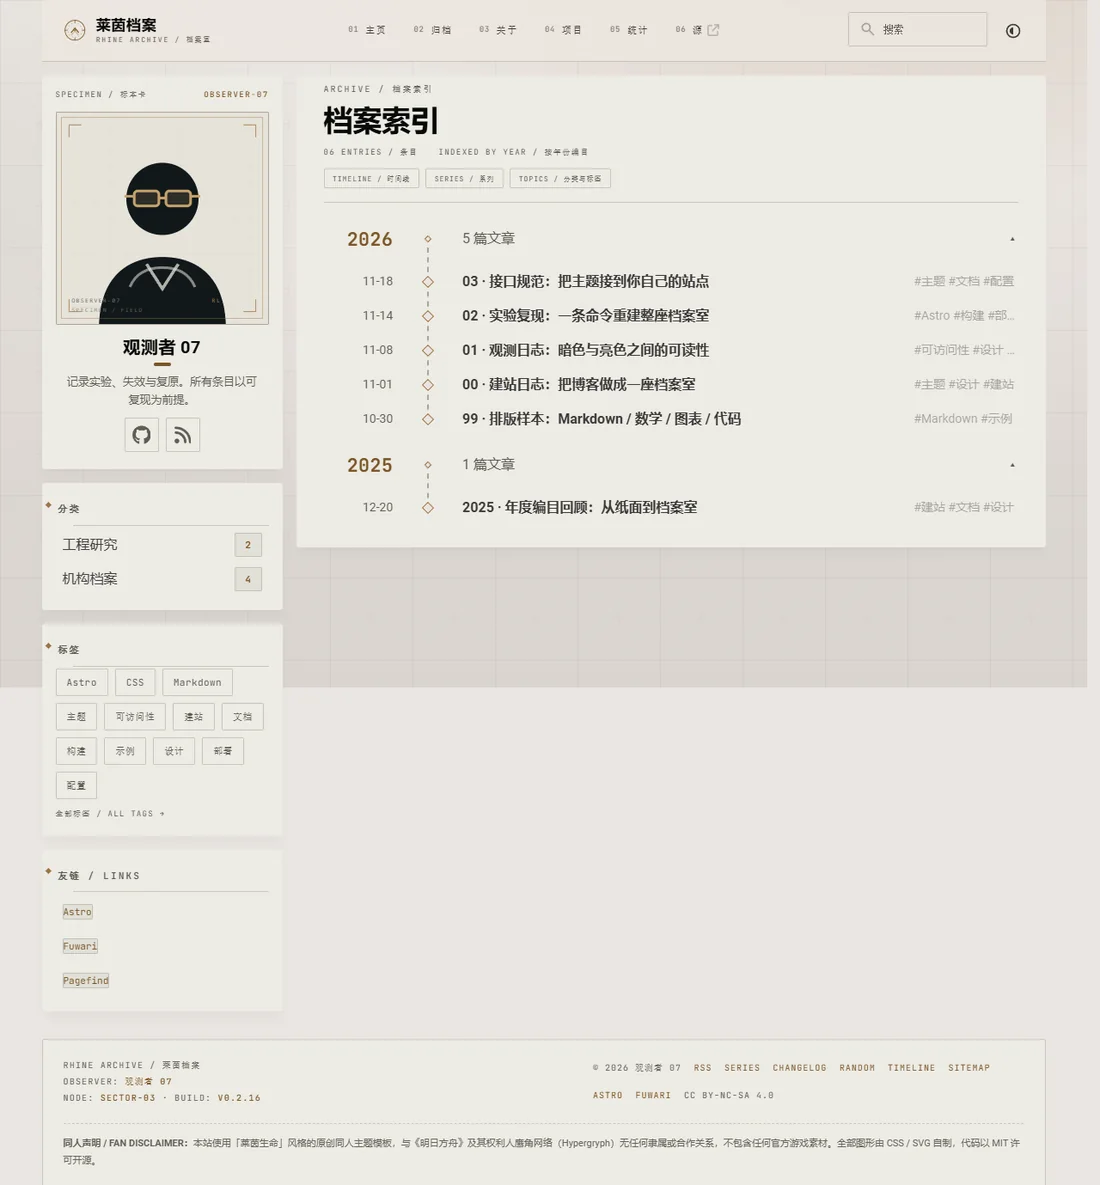 莱茵档案
RHINE ARCHIVE / 档案室
01 主页 02 归档 03 关于 04 项目 05 统计 06 源
搜索
SPECIMEN / 标本卡 OBSERVER-07
OBSERVER-07 RL
SPECIMEN / FIELD
观测者 07
记录实验、失效与复原。所有条目以可
复现为前提。
分类
工程研究 2
机构档案 4
标签
Astro CSS Markdown
主题 可访问性 建站 文档
构建 示例 设计 部署
配置
全部标签 / ALL TAGS →
友链 / LINKS
Astro
Fuwari
Pagefind
ARCHIVE / 档案索引
档案索引
06 ENTRIES / 条目 INDEXED BY YEAR / 按年份编目
TIMELINE / 时间线 SERIES / 系列 TOPICS / 分类与标签
2026 5 篇文章
11-18 03 · 接口规范：把主题接到你自己的站点 #主题 #文档 #配置
11-14 02 · 实验复现：一条命令重建整座档案室 #Astro #构建 #部...
11-08 01 · 观测日志：暗色与亮色之间的可读性 #可访问性 #设计 ...
11-01 00 · 建站日志：把博客做成一座档案室 #主题 #设计 #建站
10-30 99 · 排版样本：Markdown / 数学 / 图表 / 代码 #Markdown #示例
2025 1 篇文章
12-20 2025 · 年度编目回顾：从纸面到档案室 #建站 #文档 #设计
RHINE ARCHIVE / 莱茵档案
OBSERVER: 观测者 07
NODE: SECTOR-03 · BUILD: V0.2.16
© 2026 观测者 07 RSS SERIES CHANGELOG RANDOM TIMELINE SITEMAP
ASTRO FUWARI CC BY-NC-SA 4.0
同人声明 / FAN DISCLAIMER：本站使用「莱茵生命」风格的原创同人主题模板，与《明日方舟》及其权利人鹰角网络（Hypergryph）无任何隶属或合作关系，不包含任何官方游戏素材。全部图形由 CSS / SVG 自制，代码以 MIT 许
可开源。